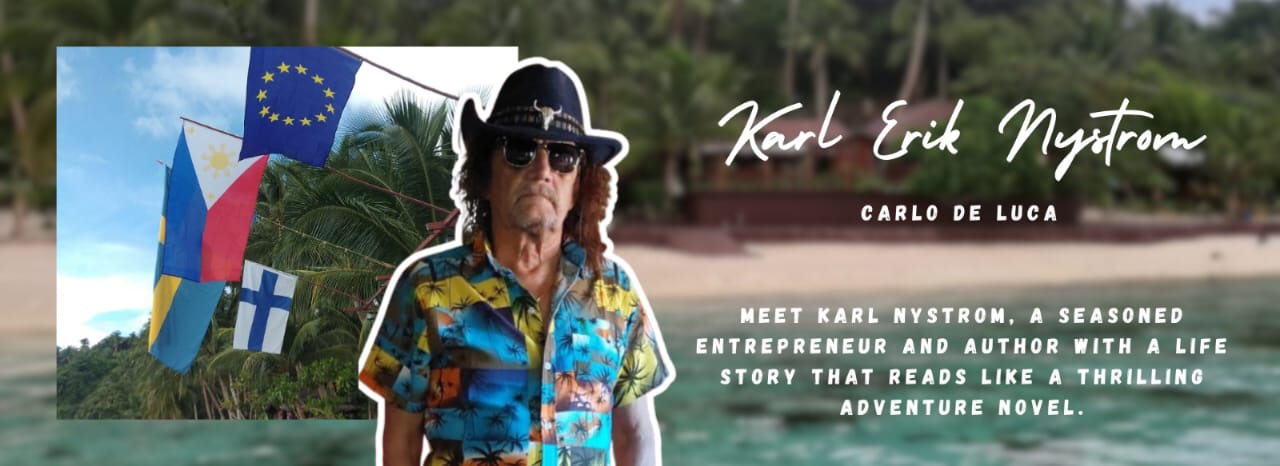 Karl Erik Nystrom
CARLO DE LUCA
MEET KARL NYSTROM, A SEASONED
ENTREPRENEUR AND AUTHOR WITH A LIFE
STORY THAT READS LIKE A THRILLING
ADVENTURE NOVEL.